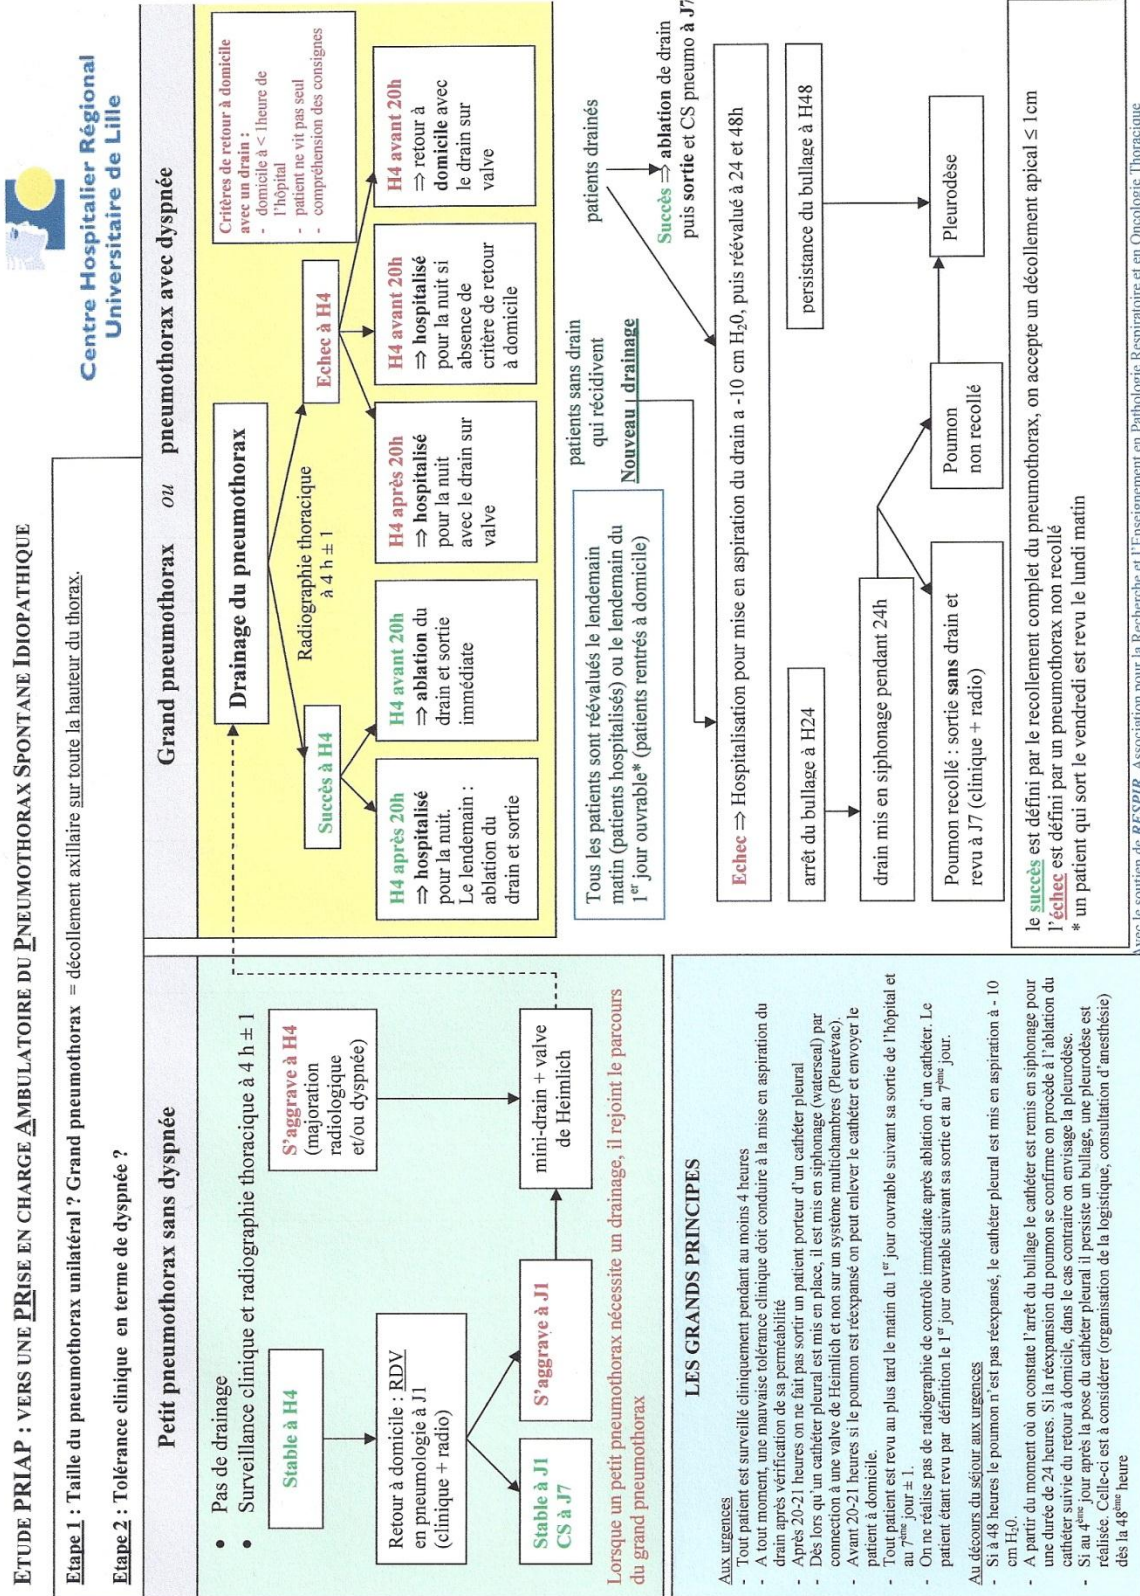 ETUDE PRIAP : VERS UNE PRISE EN CHARGE AMBULATOIRE DU PNEUMOTHORAX SPONTANE IDIOPATHIQUE
Centre Hospitalier Régional
Universitaire de Lille
Etape 1 : Taille du pneumothorax unilatéral ? Grand pneumothorax = décollement axillaire sur toute la hauteur du thorax.
Etape 2 : Tolérance clinique en terme de dyspnée ?
Petit pneumothorax sans dyspnée
• Pas de drainage
• Surveillance clinique et radiographie thoracique à 4 h ± 1
Stable à H4
S'aggrave à H4
(majoration
radiologique
et/ou dyspnée)
Retour à domicile : RDV
en pneumologie à J1
(clinique + radio)
Stable à J1
CS à J7
S'aggrave à J1
mini-drain + valve
de Heimlich
Lorsque un petit pneumothorax nécessite un drainage, il rejoint le parcours
du grand pneumothorax
Grand pneumothorax ou pneumothorax avec dyspnée
Drainage du pneumothorax
Critères de retour à domicile
avec un drain :
- domicile à < 1heure de
l'hôpital
- patient ne vit pas seul
- compréhension des consignes
Radiographie thoracique
à 4 h ± 1
Succès à H4
Echec à H4
H4 après 20h
⇒ hospitalisé
pour la nuit.
Le lendemain :
ablation du
drain et sortie
H4 avant 20h
⇒ ablation du
drain et sortie
immédiate
H4 après 20h
⇒ hospitalisé
pour la nuit
avec le drain sur
valve
H4 avant 20h
⇒ hospitalisé
pour la nuit si
absence de
critère de retour
à domicile
H4 avant 20h
⇒ retour à
domicile avec
le drain sur
valve
Tous les patients sont réévalués le lendemain
matin (patients hospitalisés) ou le lendemain du
1er jour ouvrable* (patients rentrés à domicile)
patients sans drain
qui récidivent
Nouveau drainage
patients drainés
Succès ⇒ ablation de drain
puis sortie et CS pneumo à J7
Echec ⇒ Hospitalisation pour mise en aspiration du drain a -10 cm H20, puis réévalué à 24 et 48h
arrêt du bullage à H24
persistance du bullage à H48
drain mis en siphonage pendant 24h
Poumon recollé : sortie sans drain et
revu à J7 (clinique + radio)
Poumon
non recollé
Pleurodèse
le succès est défini par le recollement complet du pneumothorax, on accepte un décollement apical ≤ 1cm
l'échec est défini par un pneumothorax non recollé
* un patient qui sort le vendredi est revu le lundi matin
LES GRANDS PRINCIPES
Aux urgences
- Tout patient est surveillé cliniquement pendant au moins 4 heures
- A tout moment, une mauvaise tolérance clinique doit conduire à la mise en aspiration du
drain après vérification de sa perméabilité
- Après 20-21 heures on ne fait pas sortir un patient porteur d'un cathéter pleural
- Dès lors qu'un cathéter pleural est mis en place, il est mis en siphonage (waterseal) par
connection à une valve de Heimlich et non sur un système multichambres (Pleurévac).
- Avant 20-21 heures si le poumon est réexpansé on peut enlever le cathéter et envoyer le
patient à domicile.
- Tout patient est revu au plus tard le matin du 1er jour ouvrable suivant sa sortie de l'hôpital et
au 7ème jour ± 1.
- On ne réalise pas de radiographie de contrôle immédiate après ablation d'un cathéter. Le
patient étant revu par définition le 1er jour ouvrable suivant sa sortie et au 7ème jour.
Au décours du séjour aux urgences
- Si à 48 heures le poumon n'est pas réexpansé, le cathéter pleural est mis en aspiration à - 10
cm H20.
- A partir du moment où on constate l'arrêt du bullage le cathéter est remis en siphonage pour
une durée de 24 heures. Si la réexpansion du poumon se confirme on procède à l'ablation du
cathéter suivie du retour à domicile, dans le cas contraire on envisage la pleurodèse.
- Si au 4ème jour après la pose du cathéter pleural il persiste un bullage, une pleurodèse est
réalisée. Celle-ci est à considérer (organisation de la logistique, consultation d'anesthésie)
dès la 48ème heure
Avec le soutien de RESPIR, Association pour la Recherche et l'Enseignement en Pathologie Respiratoire et en Oncologie Thoracique